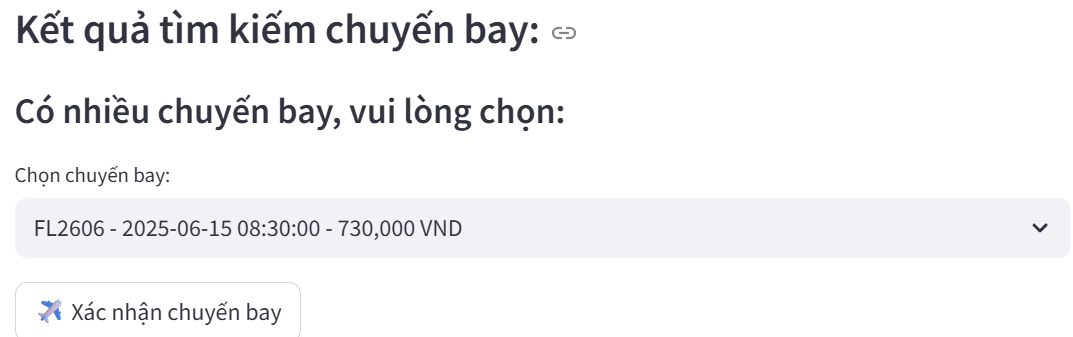 Kết quả tìm kiếm chuyến bay:
Có nhiều chuyến bay, vui lòng chọn:
Chọn chuyến bay:
FL2606 - 2025-06-15 08:30:00 - 730,000 VND
Xác nhận chuyến bay